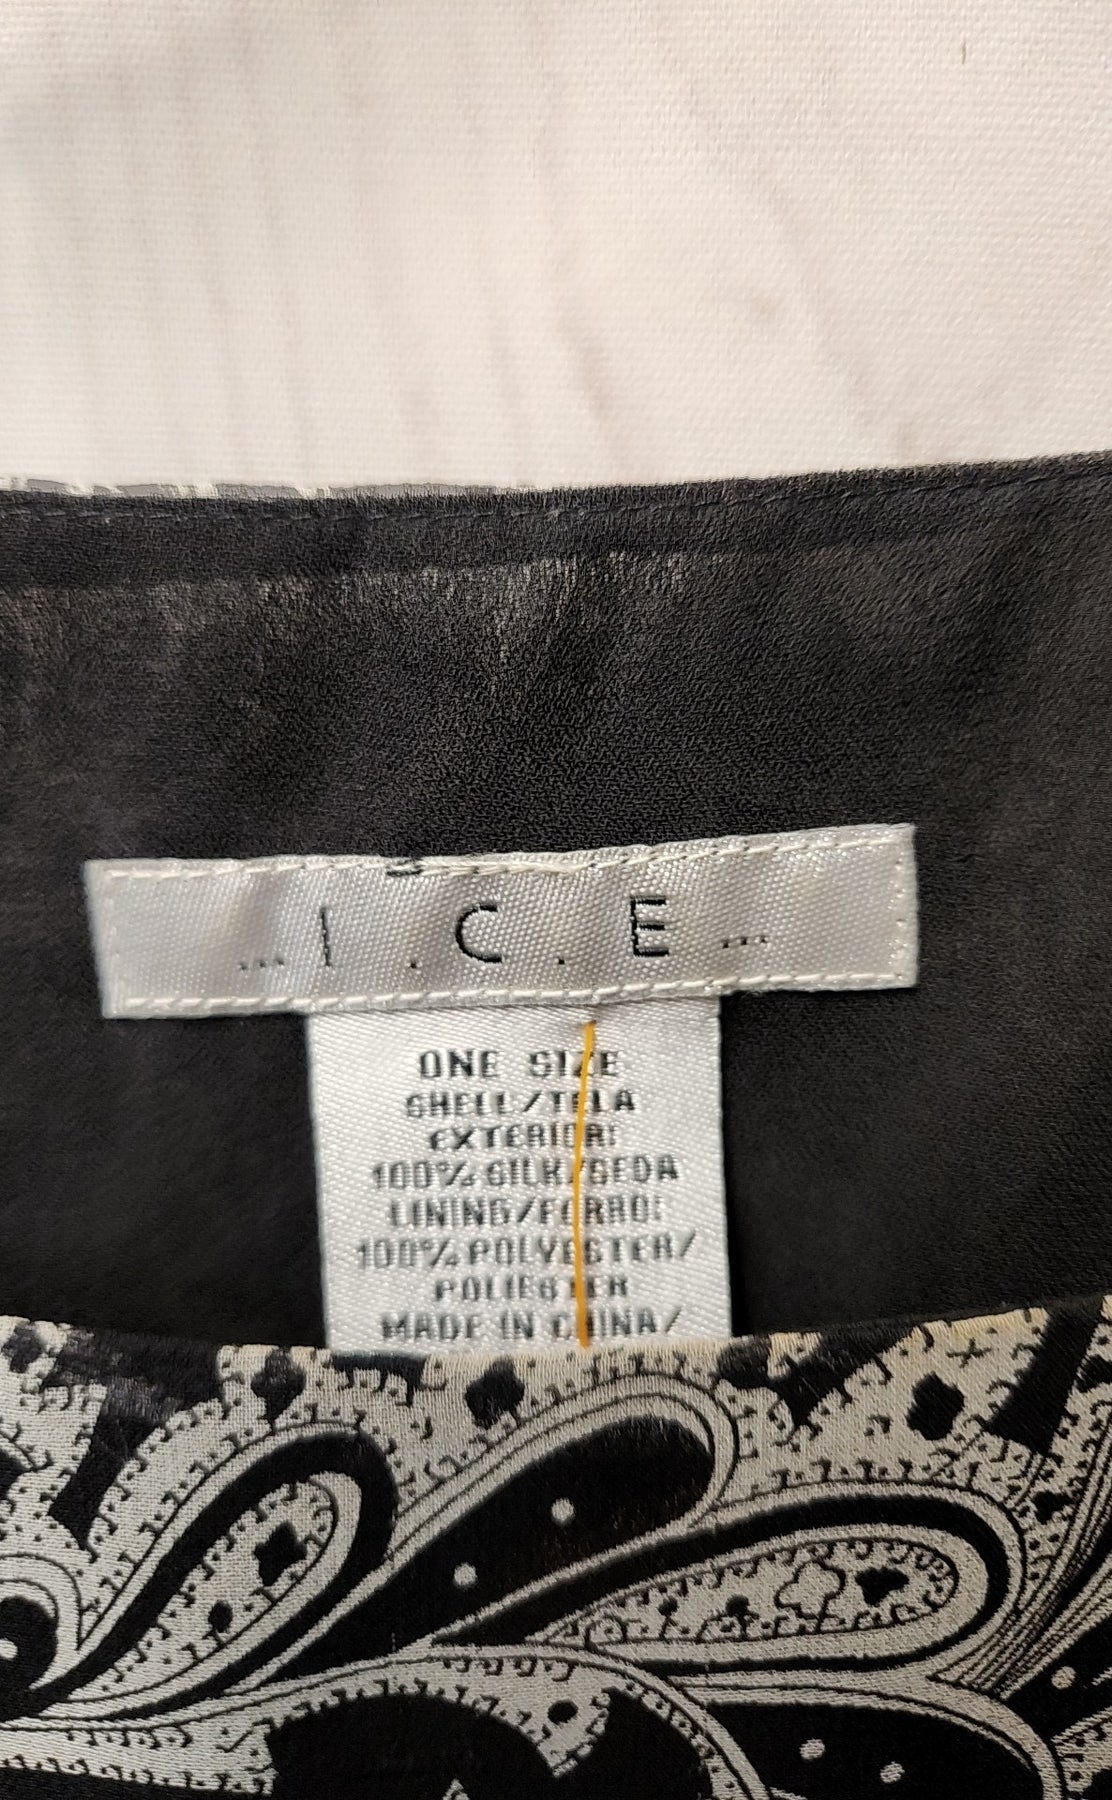 ... I . C . E ...
ONE SIZE
SHELL/TELA
EXTERIOR:
100% SILK/SEDA
LINING/FORRO:
100% POLYESTER/
POLIESTER
MADE IN CHINA/